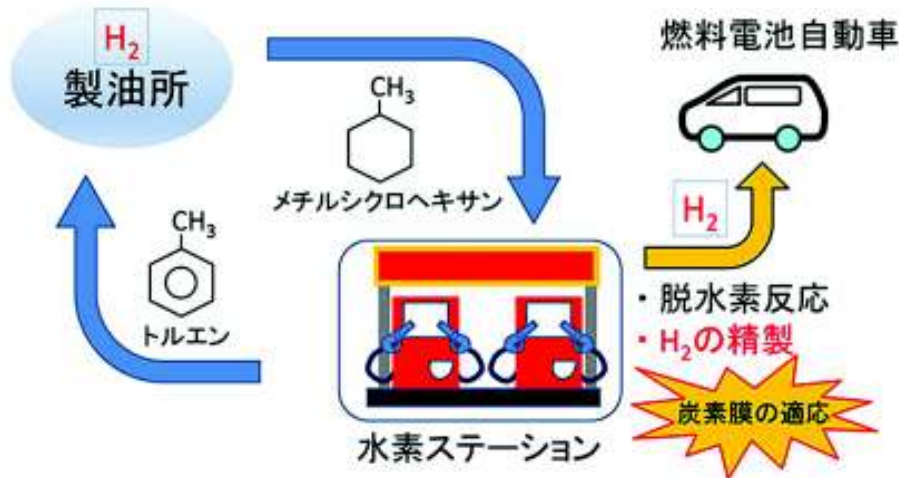 H₂
製油所
CH₃
メチルシクロヘキサン
CH₃
トルエン
水素ステーション
燃料電池自動車
H₂
・脱水素反応
・H₂の精製
炭素膜の適応